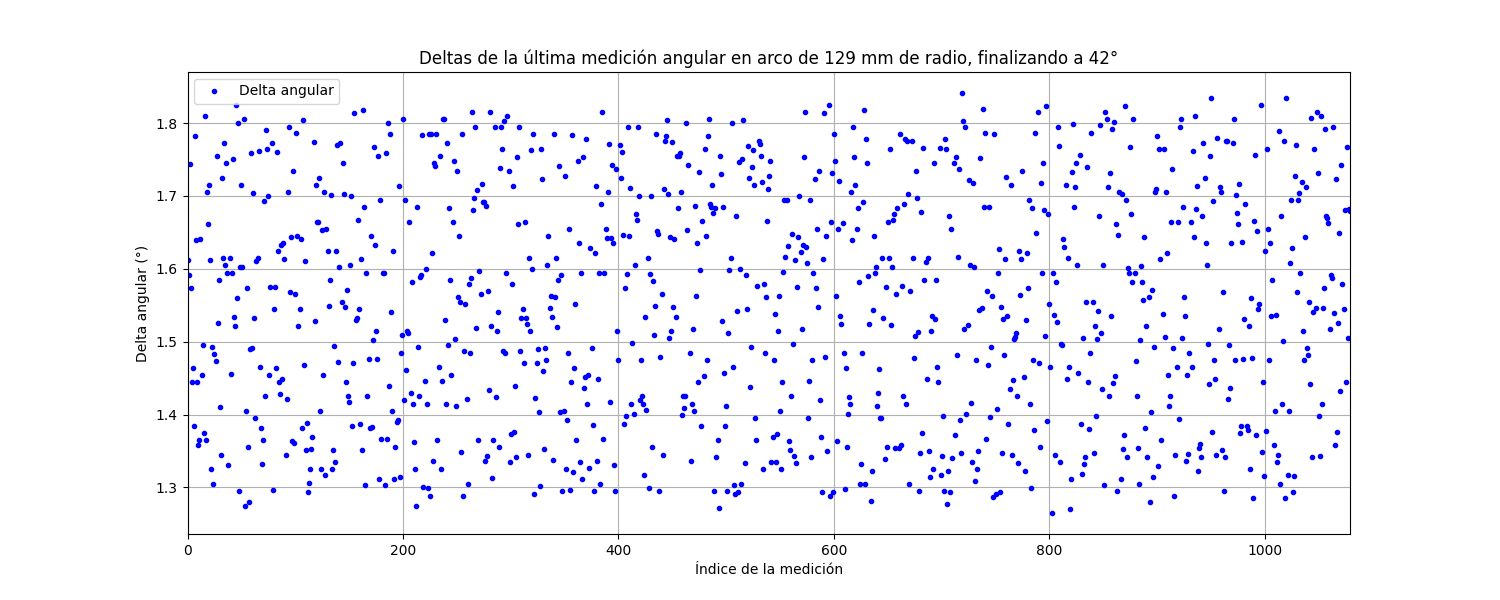 Deltas de la última medición angular en arco de 129 mm de radio, finalizando a 42°
Delta angular
1.8
1.7
1.6
1.5
1.4
1.3
Delta angular (°)
0 200 400 600 800 1000
Índice de la medición